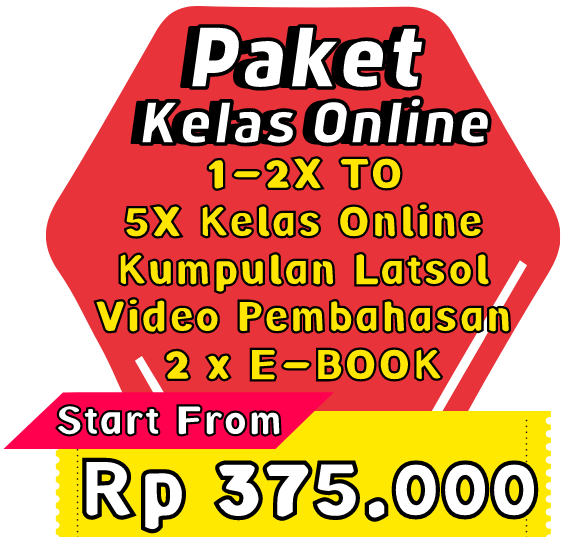 Paket
Kelas Online
1-2X TO
5X Kelas Online
Kumpulan Latsol
Video Pembahasan
2 x E-BOOK
Start From
Rp 375.000